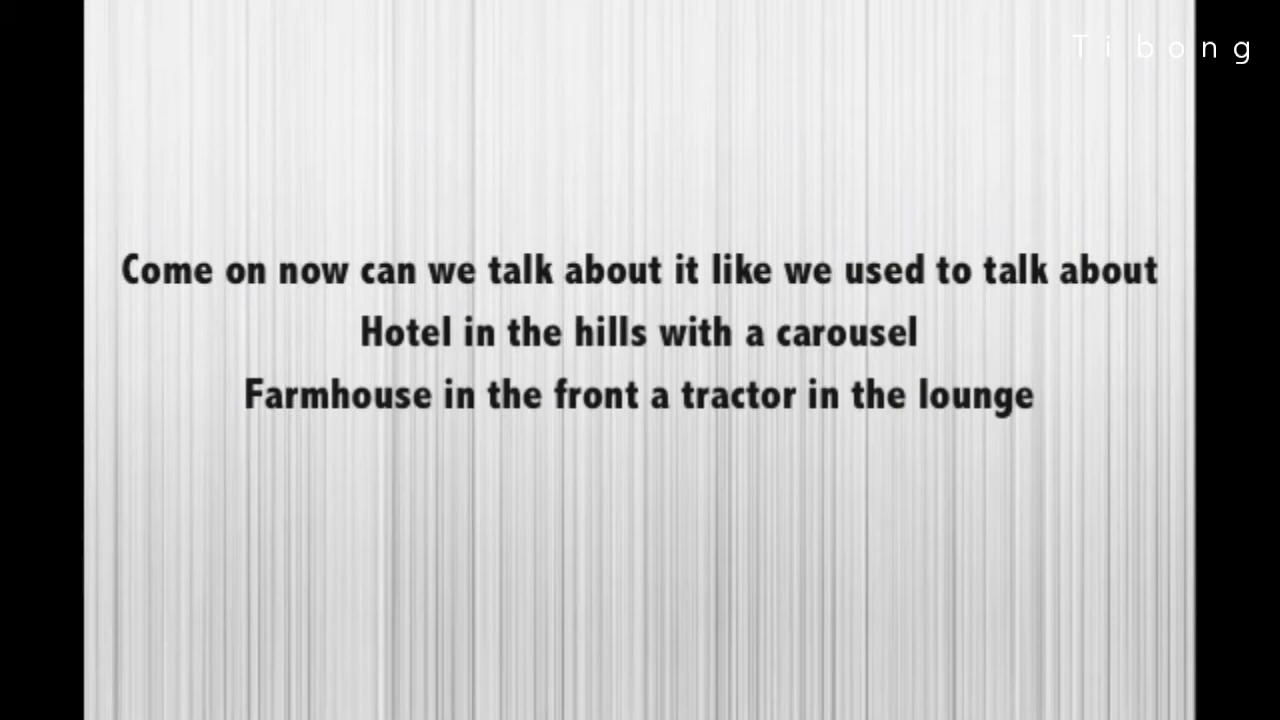 Tibong
Come on now can we talk about it like we used to talk about
Hotel in the hills with a carousel
Farmhouse in the front a tractor in the lounge